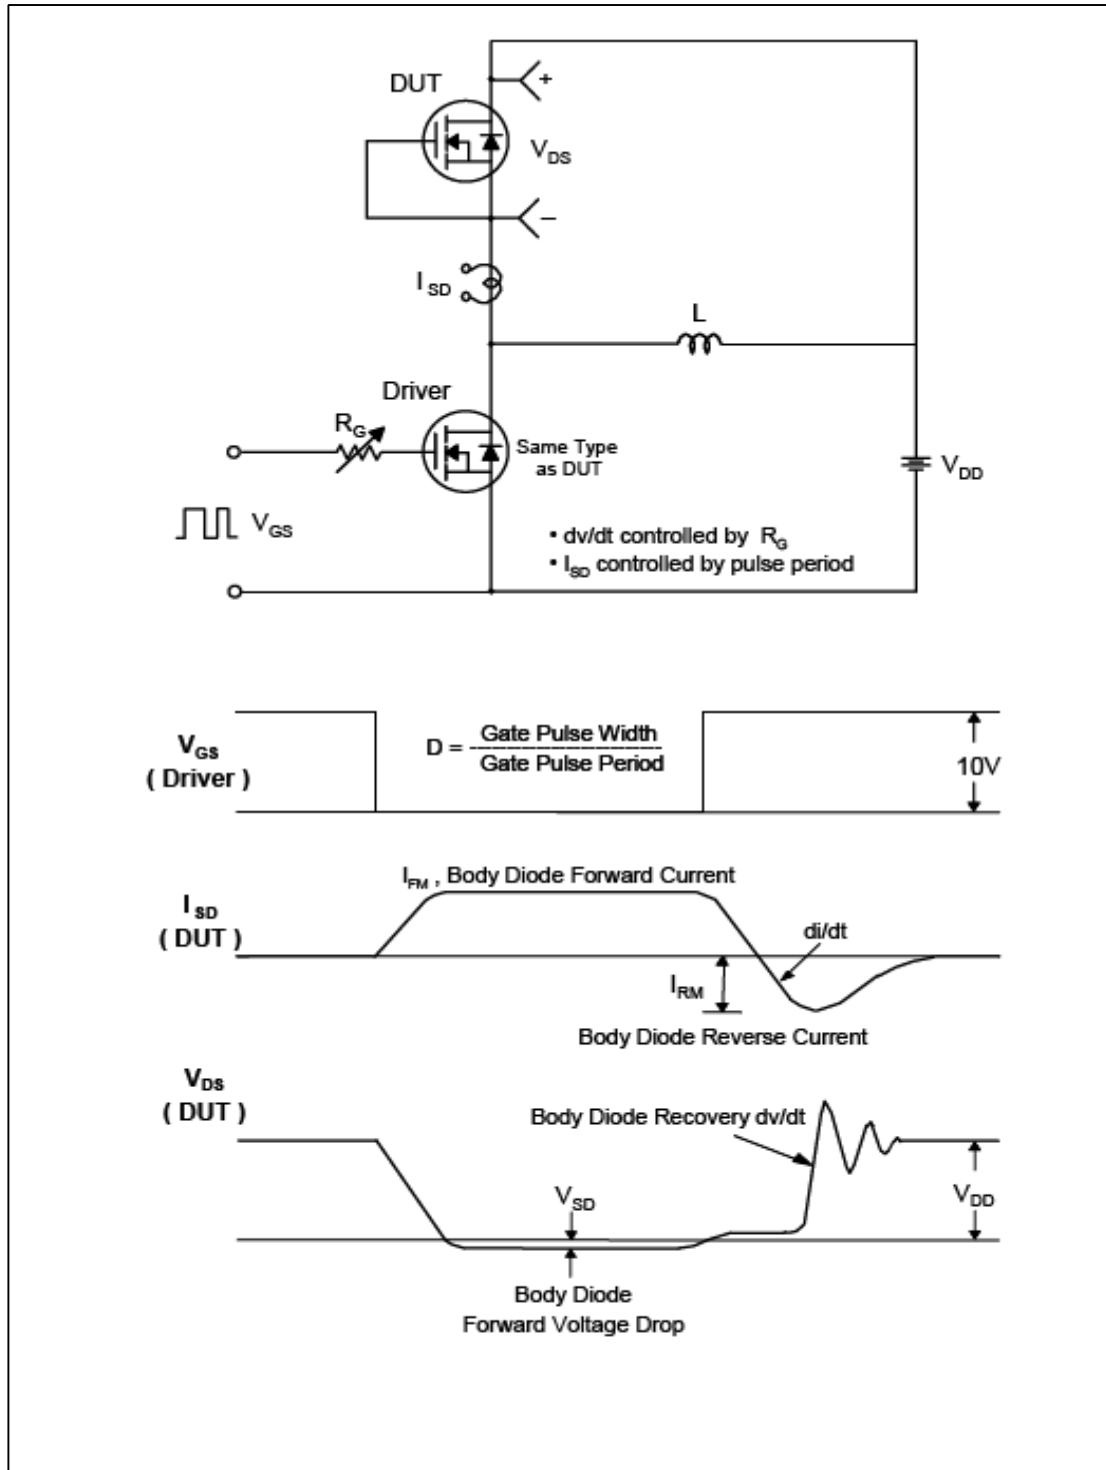 DUT
+
V_DS
–
I_SD
L
Driver
R_G
Same Type
as DUT
V_DD
V_GS
• dv/dt controlled by R_G
• I_SD controlled by pulse period
V_GS
( Driver )
D = Gate Pulse Width
Gate Pulse Period
10V
I_FM , Body Diode Forward Current
I_SD
( DUT )
di/dt
I_RM
Body Diode Reverse Current
V_DS
( DUT )
Body Diode Recovery dv/dt
V_SD
V_DD
Body Diode
Forward Voltage Drop